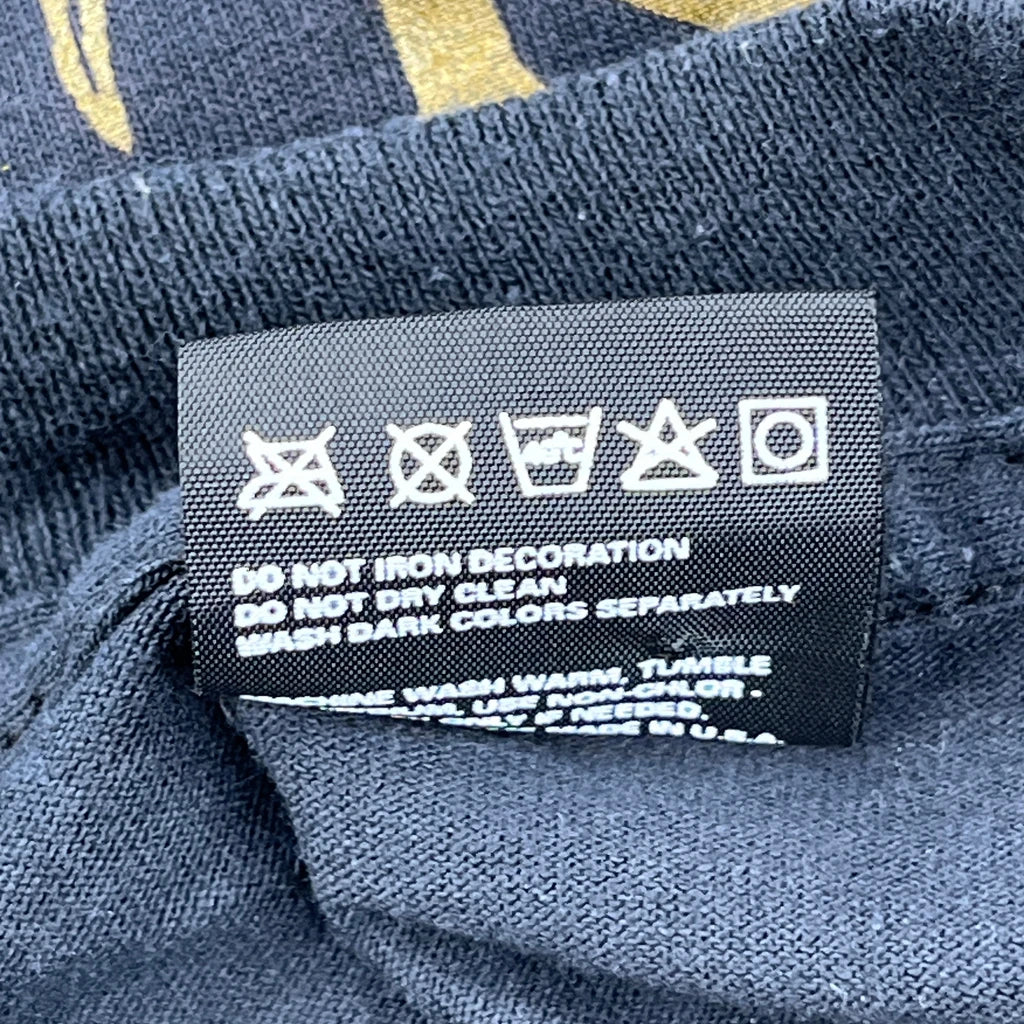 DO NOT IRON DECORATION
DO NOT DRY CLEAN
WASH DARK COLORS SEPARATELY
WASH WARM, TUMBLE
USE NON-CHLOR.
IF NEEDED.
MADE IN U.S.A.